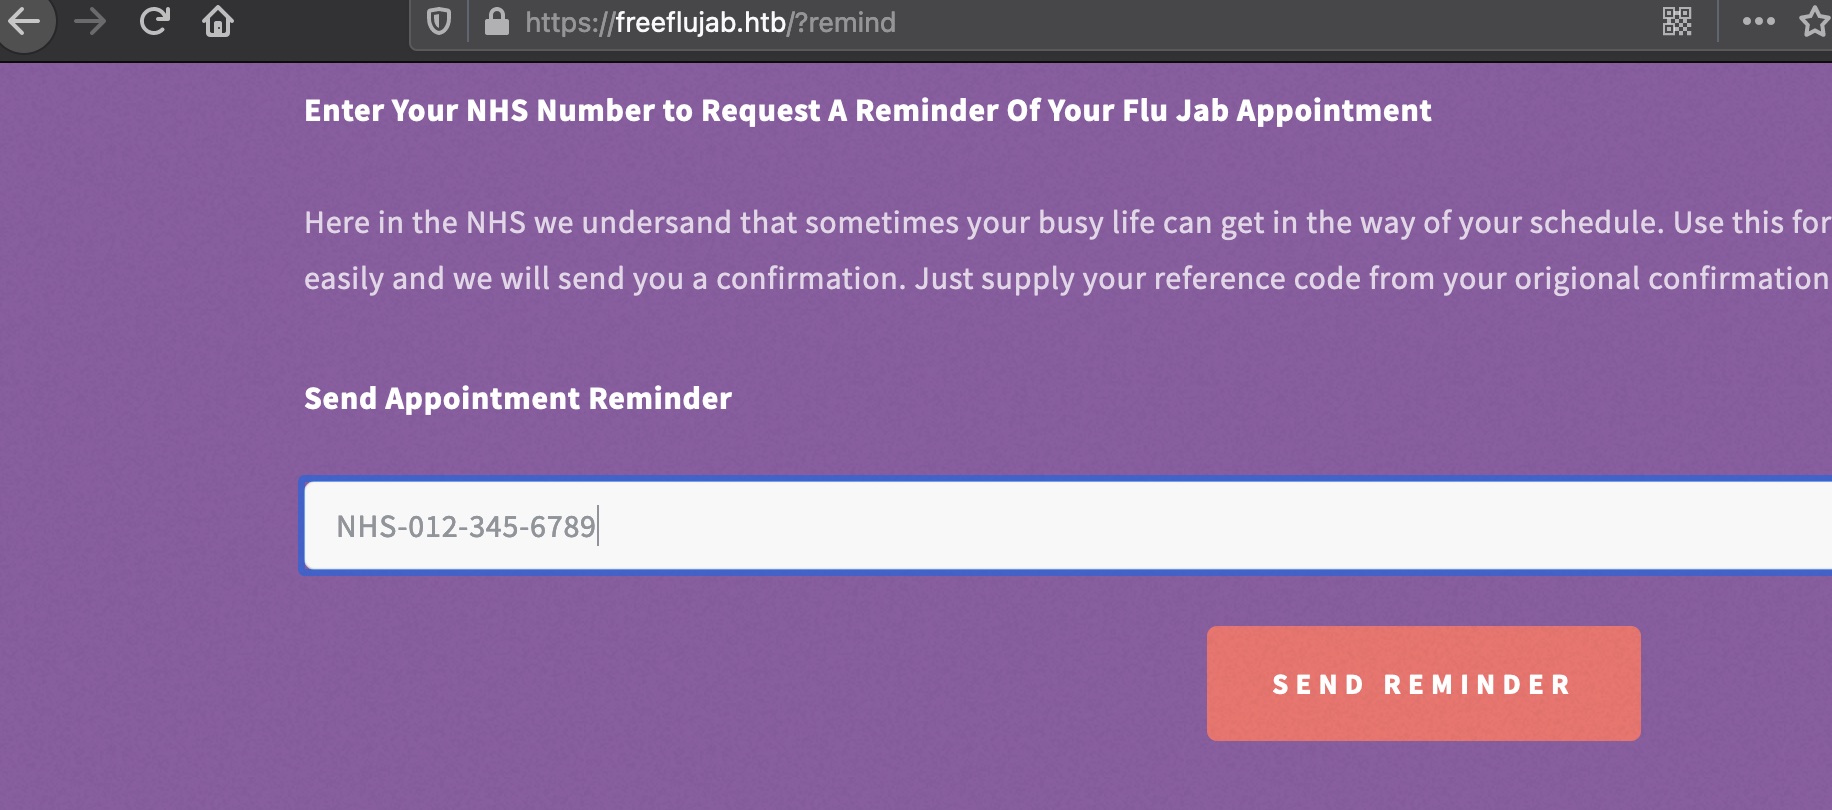 https://freeflujab.htb/?remind
Enter Your NHS Number to Request A Reminder Of Your Flu Jab Appointment
Here in the NHS we undersand that sometimes your busy life can get in the way of your schedule. Use this for
easily and we will send you a confirmation. Just supply your reference code from your origional confirmation
Send Appointment Reminder
NHS-012-345-6789
SEND REMINDER